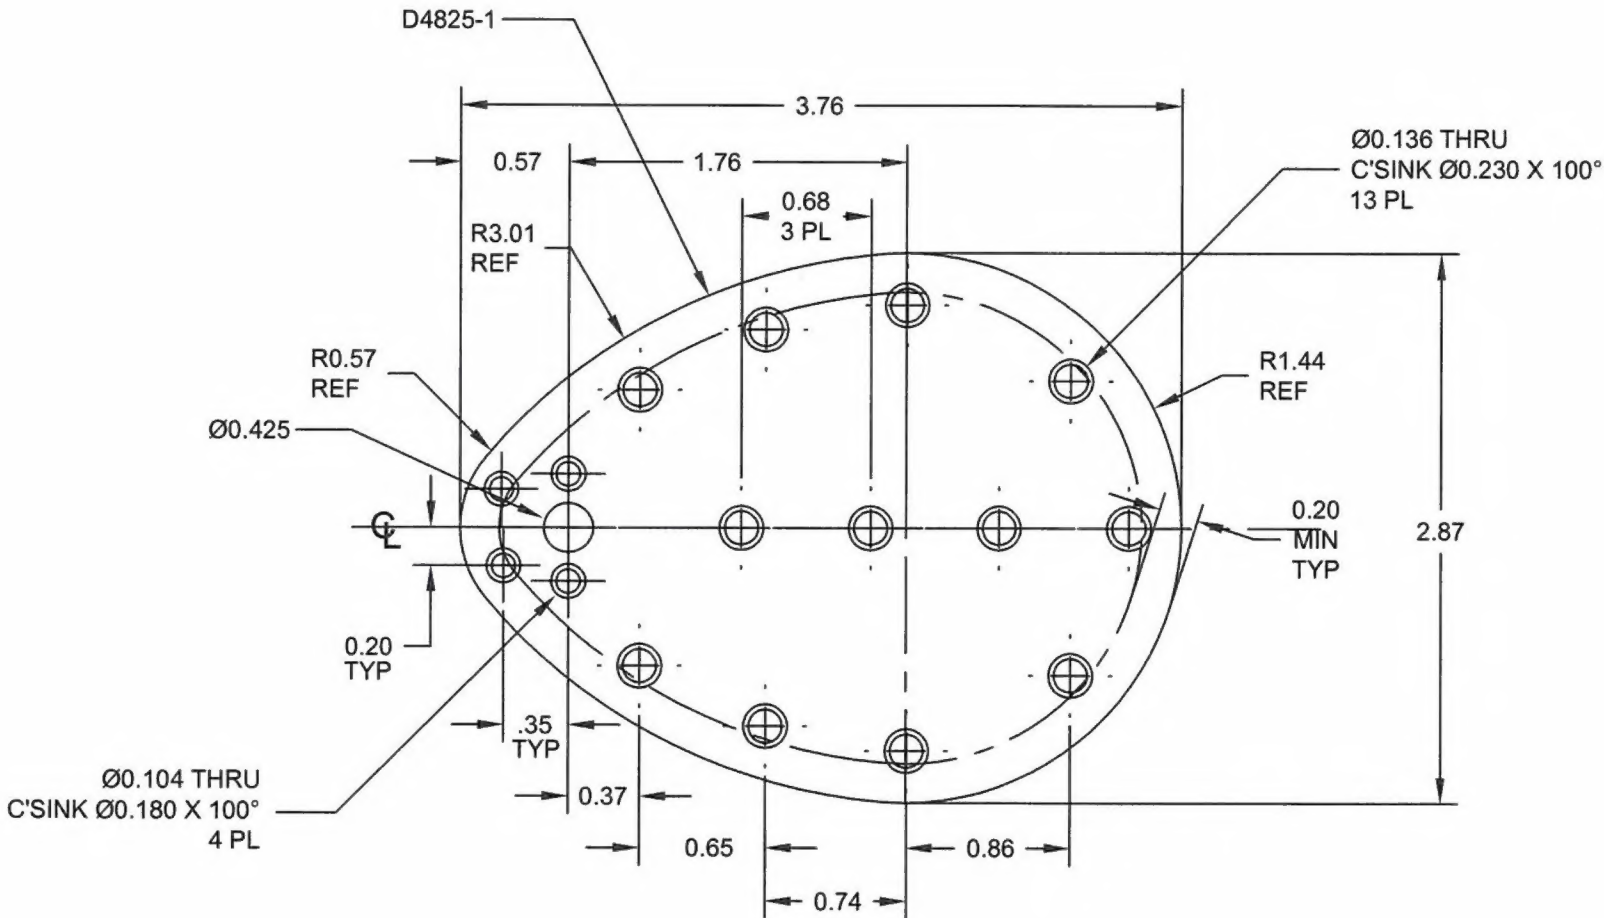 D4825-1
3.76
Ø0.136 THRU
C'SINK Ø0.230 X 100°
13 PL
0.57
1.76
0.68
3 PL
R3.01
REF
R0.57
REF
R1.44
REF
Ø0.425
℄
0.20
MIN
TYP
2.87
0.20
TYP
.35
TYP
Ø0.104 THRU
C'SINK Ø0.180 X 100°
4 PL
0.37
0.65
0.86
0.74